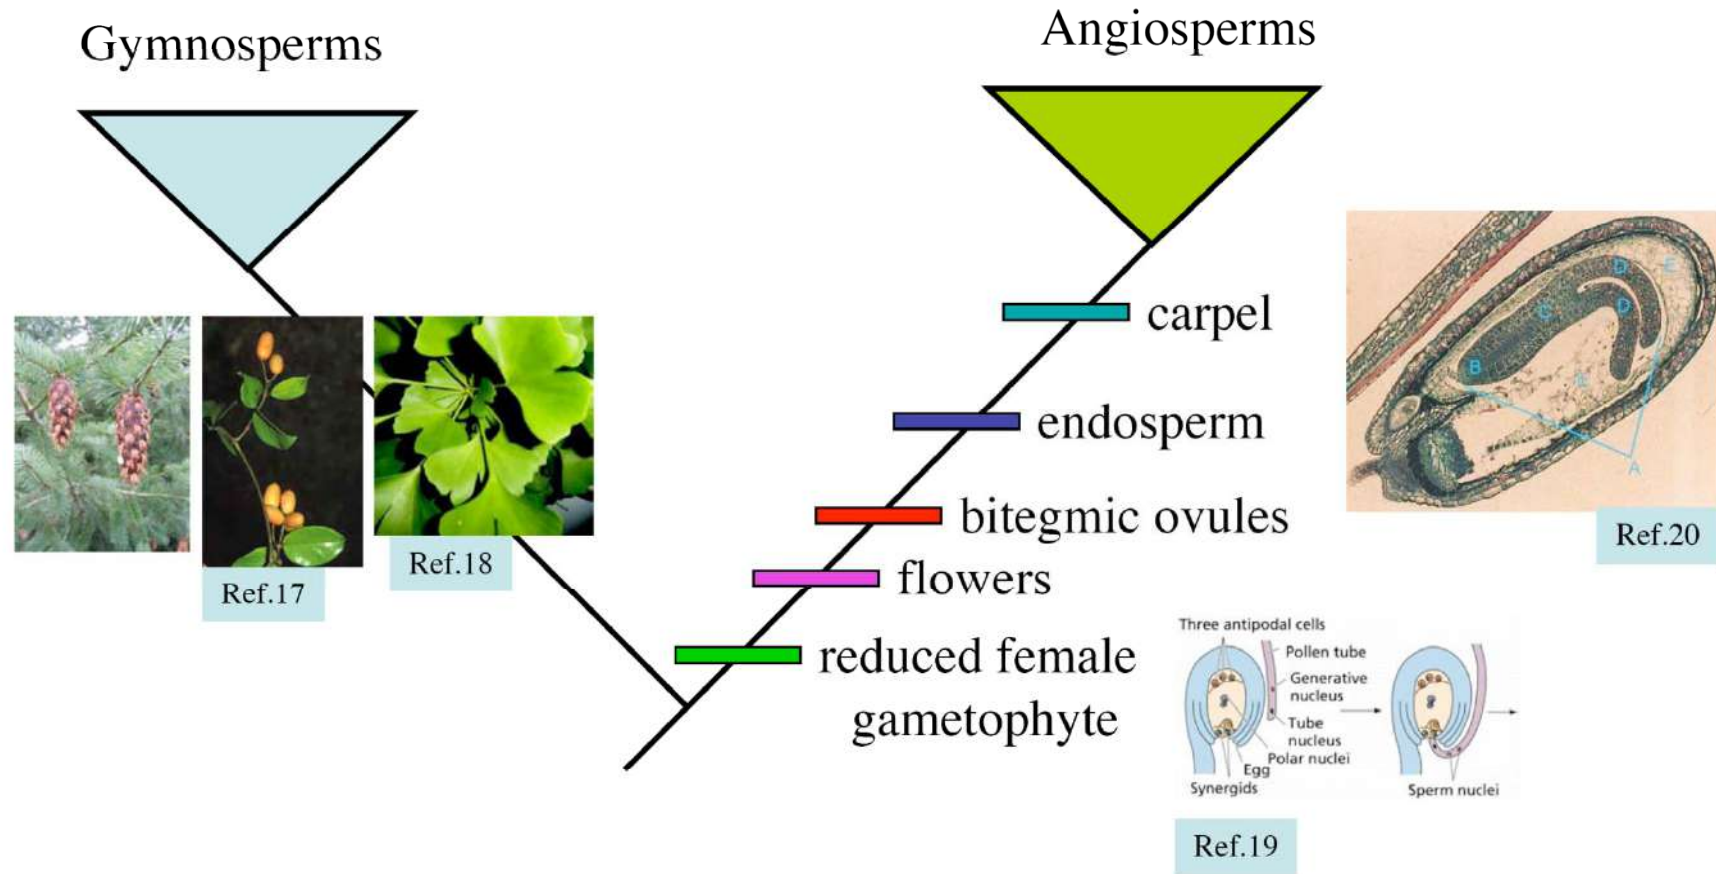 Gymnosperms
Angiosperms
carpel
endosperm
bitegmic ovules
flowers
reduced female
gametophyte
Ref.17
Ref.18
Three antipodal cells
Pollen tube
Generative
nucleus
Tube
nucleus
Polar nuclei
Egg
Synergids
Sperm nuclei
Ref.19
D
E
D
C
B
E
A
Ref.20